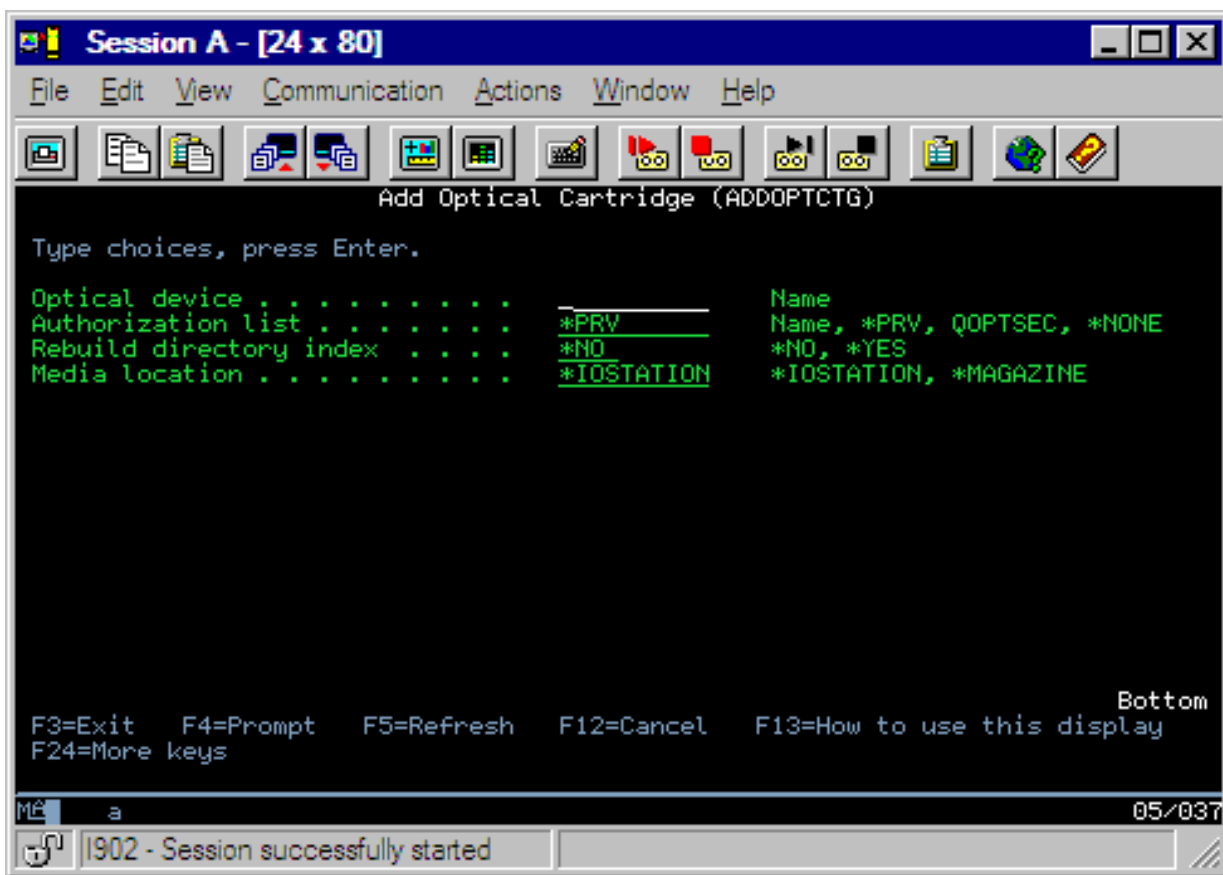 Session A - [24 x 80]
File Edit View Communication Actions Window Help
Add Optical Cartridge (ADDOPTCTG)
Type choices, press Enter.
Optical device . . . . . . . . . _ Name
Authorization list . . . . . . . *PRV Name, *PRV, QOPTSEC, *NONE
Rebuild directory index . . . . *NO *NO, *YES
Media location . . . . . . . . . *IOSTATION *IOSTATION, *MAGAZINE
Bottom
F3=Exit F4=Prompt F5=Refresh F12=Cancel F13=How to use this display
F24=More keys
MA a 05/037
I902 - Session successfully started